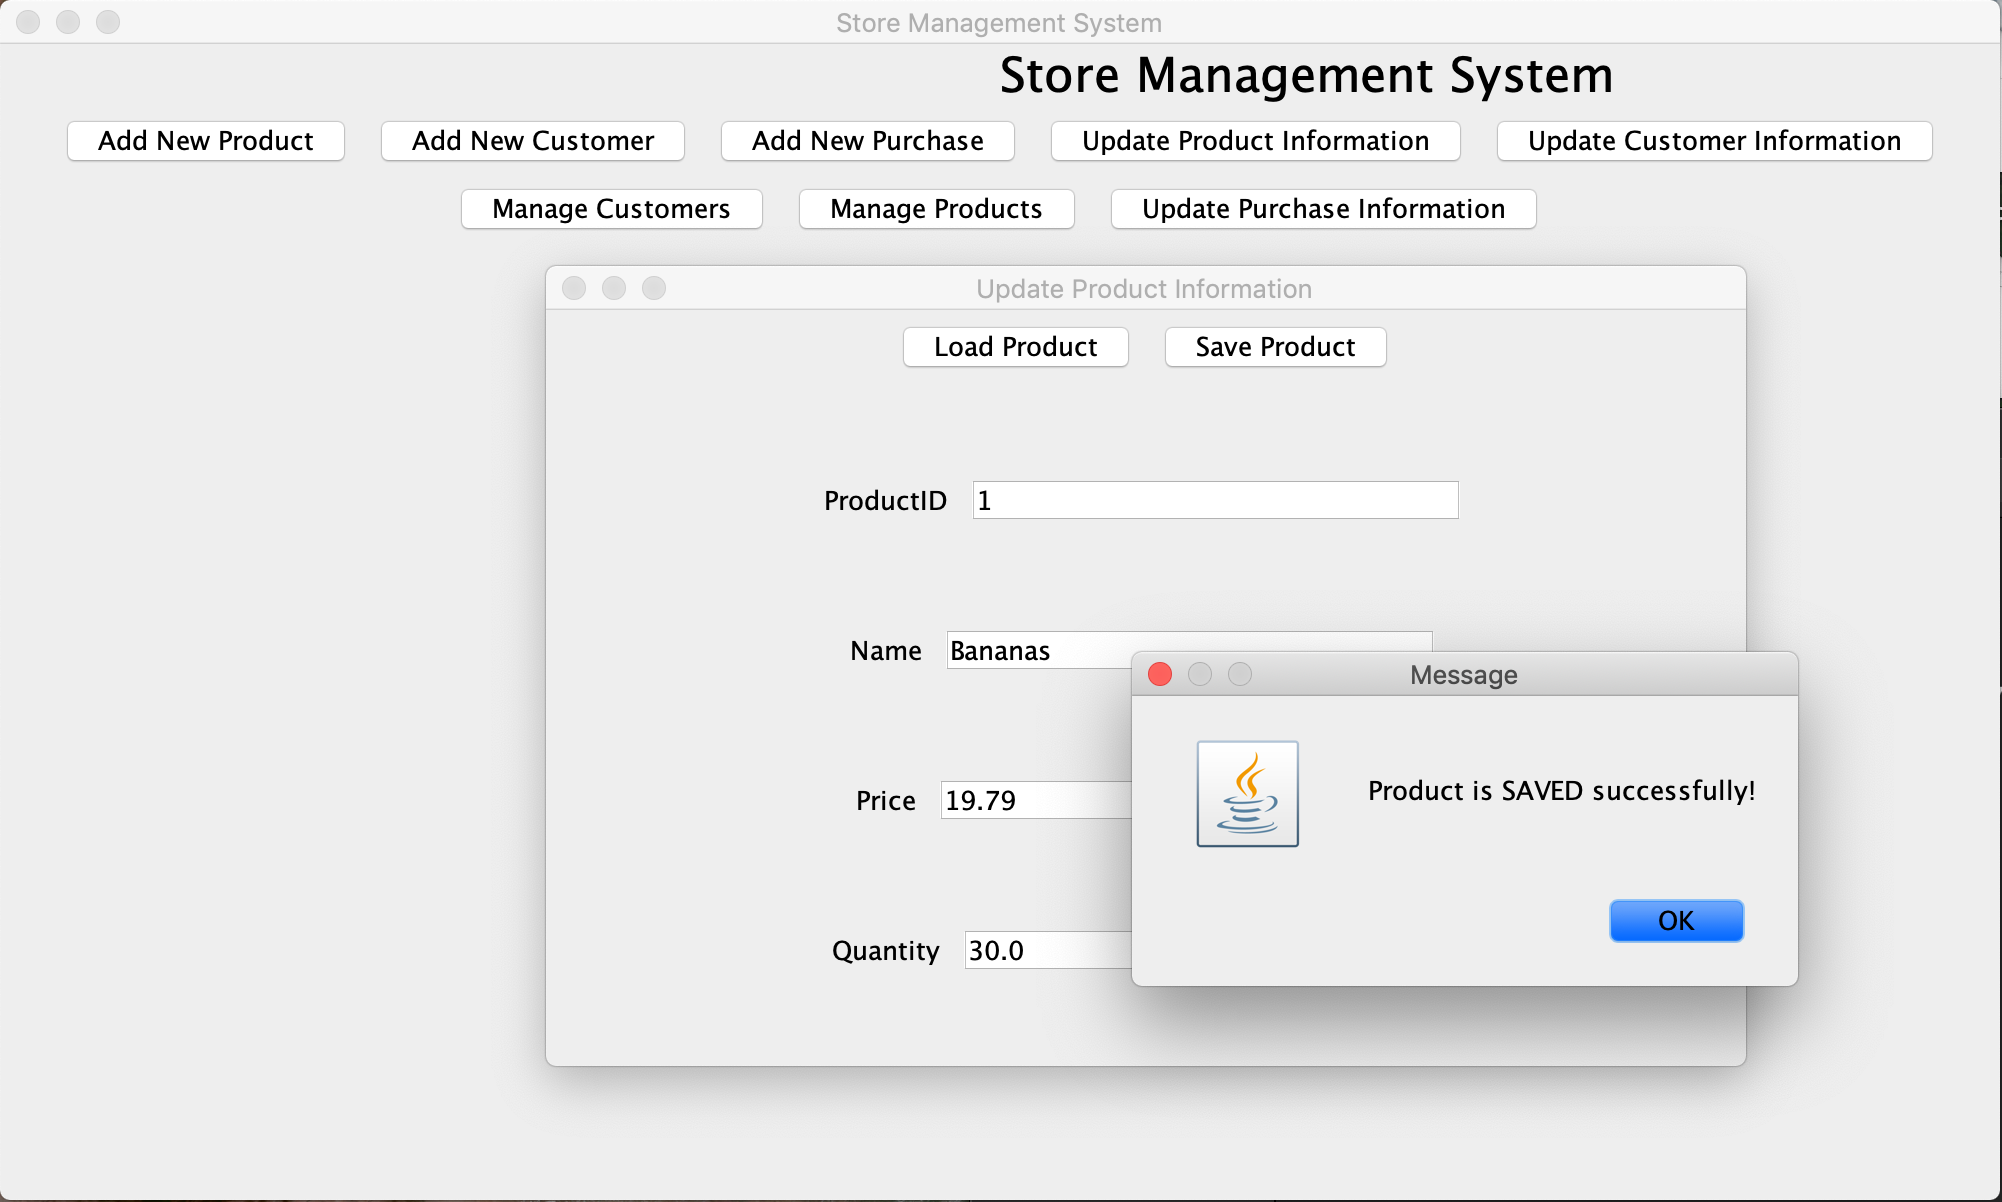 Store Management System
Store Management System
Add New Product Add New Customer Add New Purchase Update Product Information Update Customer Information
Manage Customers Manage Products Update Purchase Information
Update Product Information
Load Product Save Product
ProductID 1
Name Bananas
Price 19.79
Quantity 30.0
Message
Product is SAVED successfully!
OK